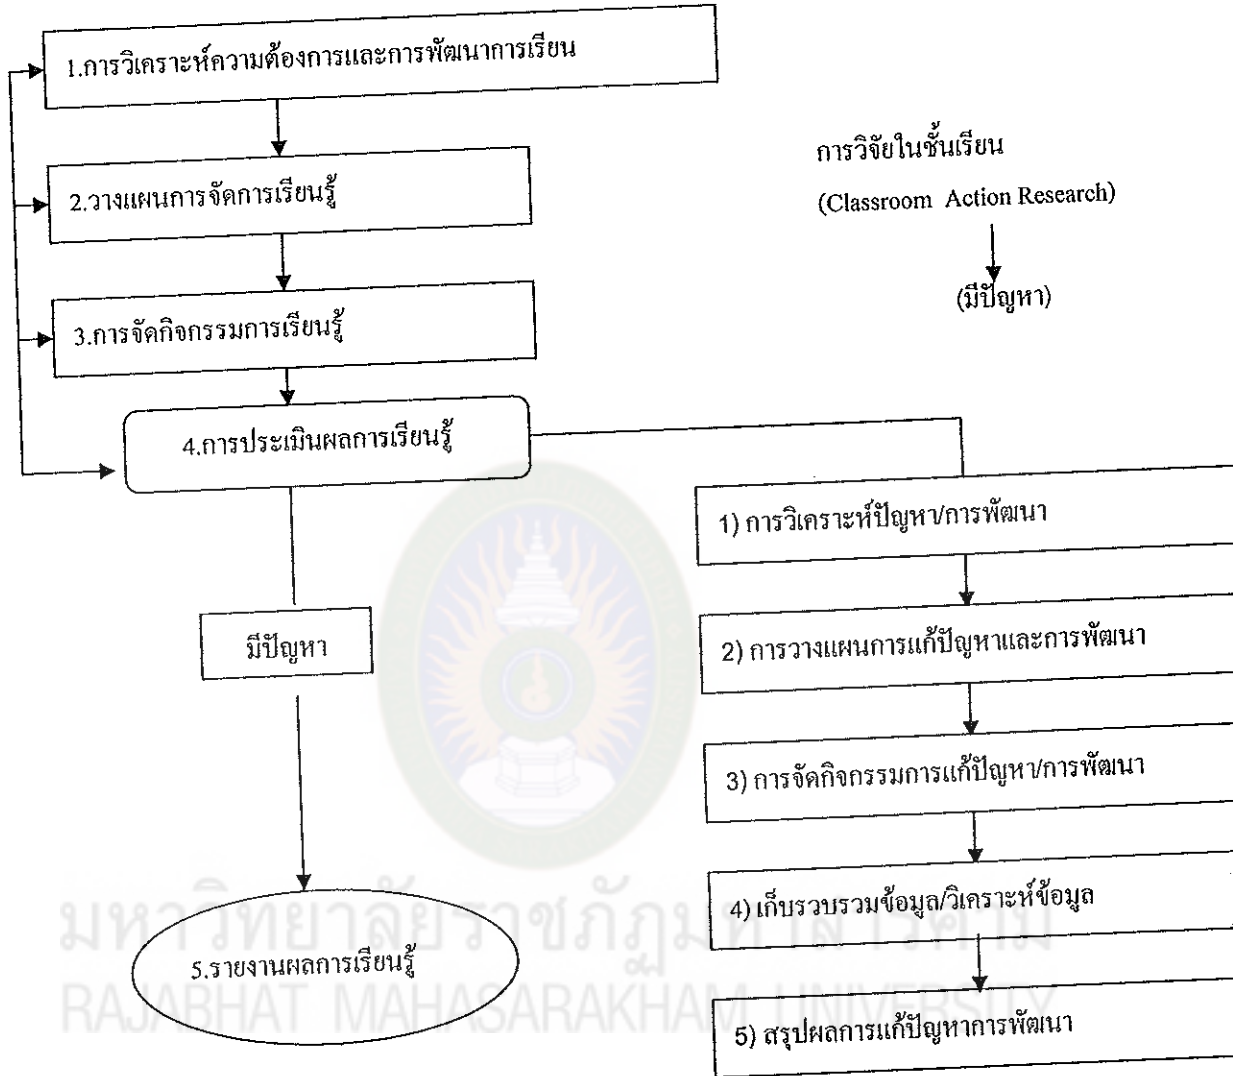 1.การวิเคราะห์ความต้องการและการพัฒนาการเรียน
2.วางแผนการจัดการเรียนรู้
3.การจัดกิจกรรมการเรียนรู้
4.การประเมินผลการเรียนรู้
มีปัญหา
5.รายงานผลการเรียนรู้
การวิจัยในชั้นเรียน
(Classroom Action Research)
(มีปัญหา)
1) การวิเคราะห์ปัญหา/การพัฒนา
2) การวางแผนการแก้ปัญหาและการพัฒนา
3) การจัดกิจกรรมการแก้ปัญหา/การพัฒนา
4) เก็บรวบรวมข้อมูล/วิเคราะห์ข้อมูล
5) สรุปผลการแก้ปัญหาการพัฒนา
มหาวิทยาลัยราชภัฏมหาสารคาม
RAJABHAT MAHASARAKHAM UNIVERSITY